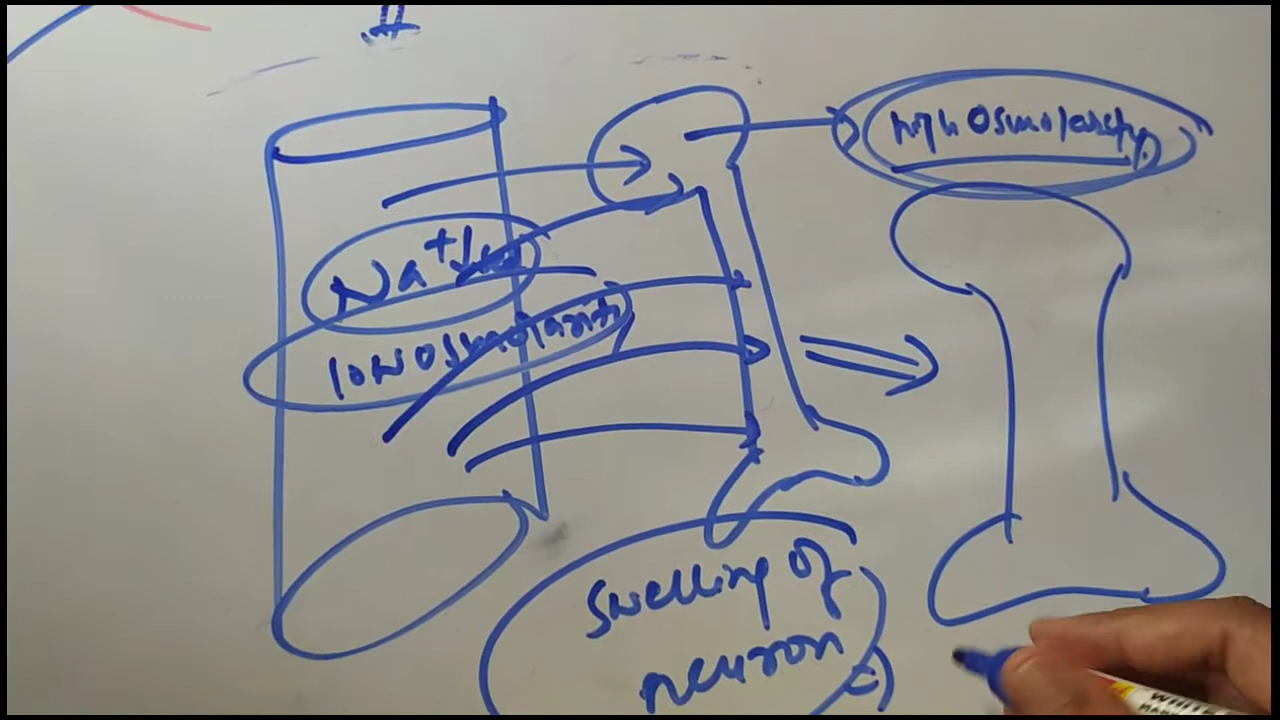 high Osmolarity
Na+
low Osmolarity
Swelling of
neuron